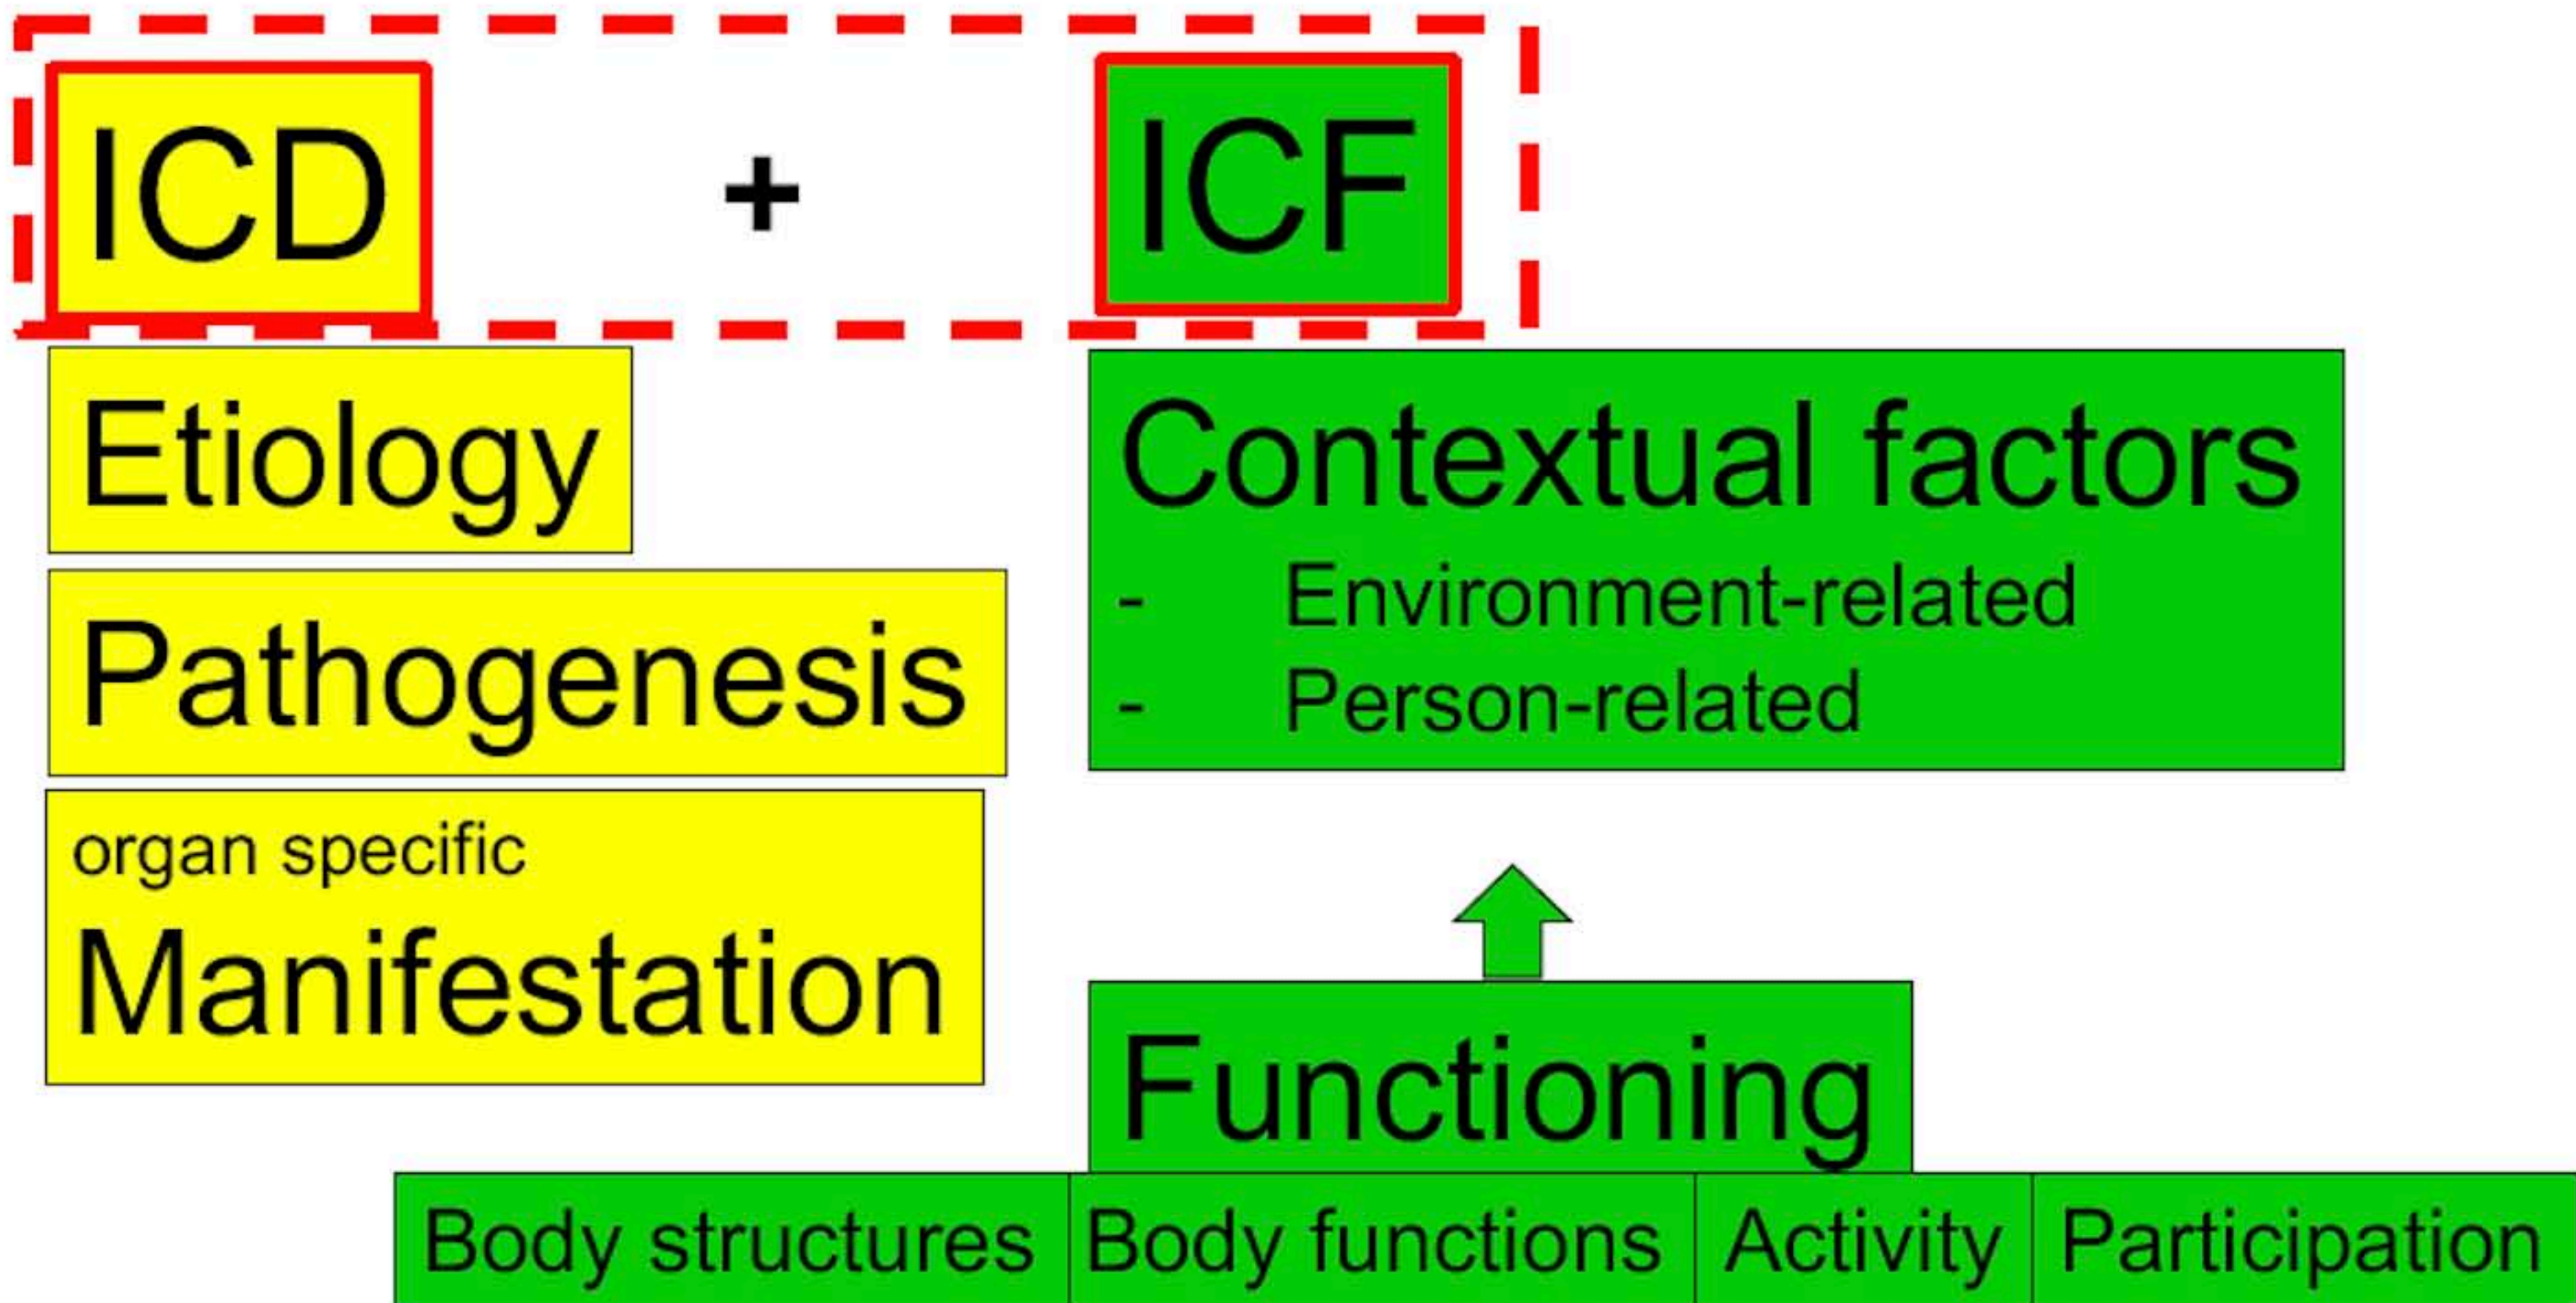 ICD + ICF
Etiology
Pathogenesis
organ specific
Manifestation
Contextual factors
- Environment-related
- Person-related
Functioning
Body structures Body functions Activity Participation